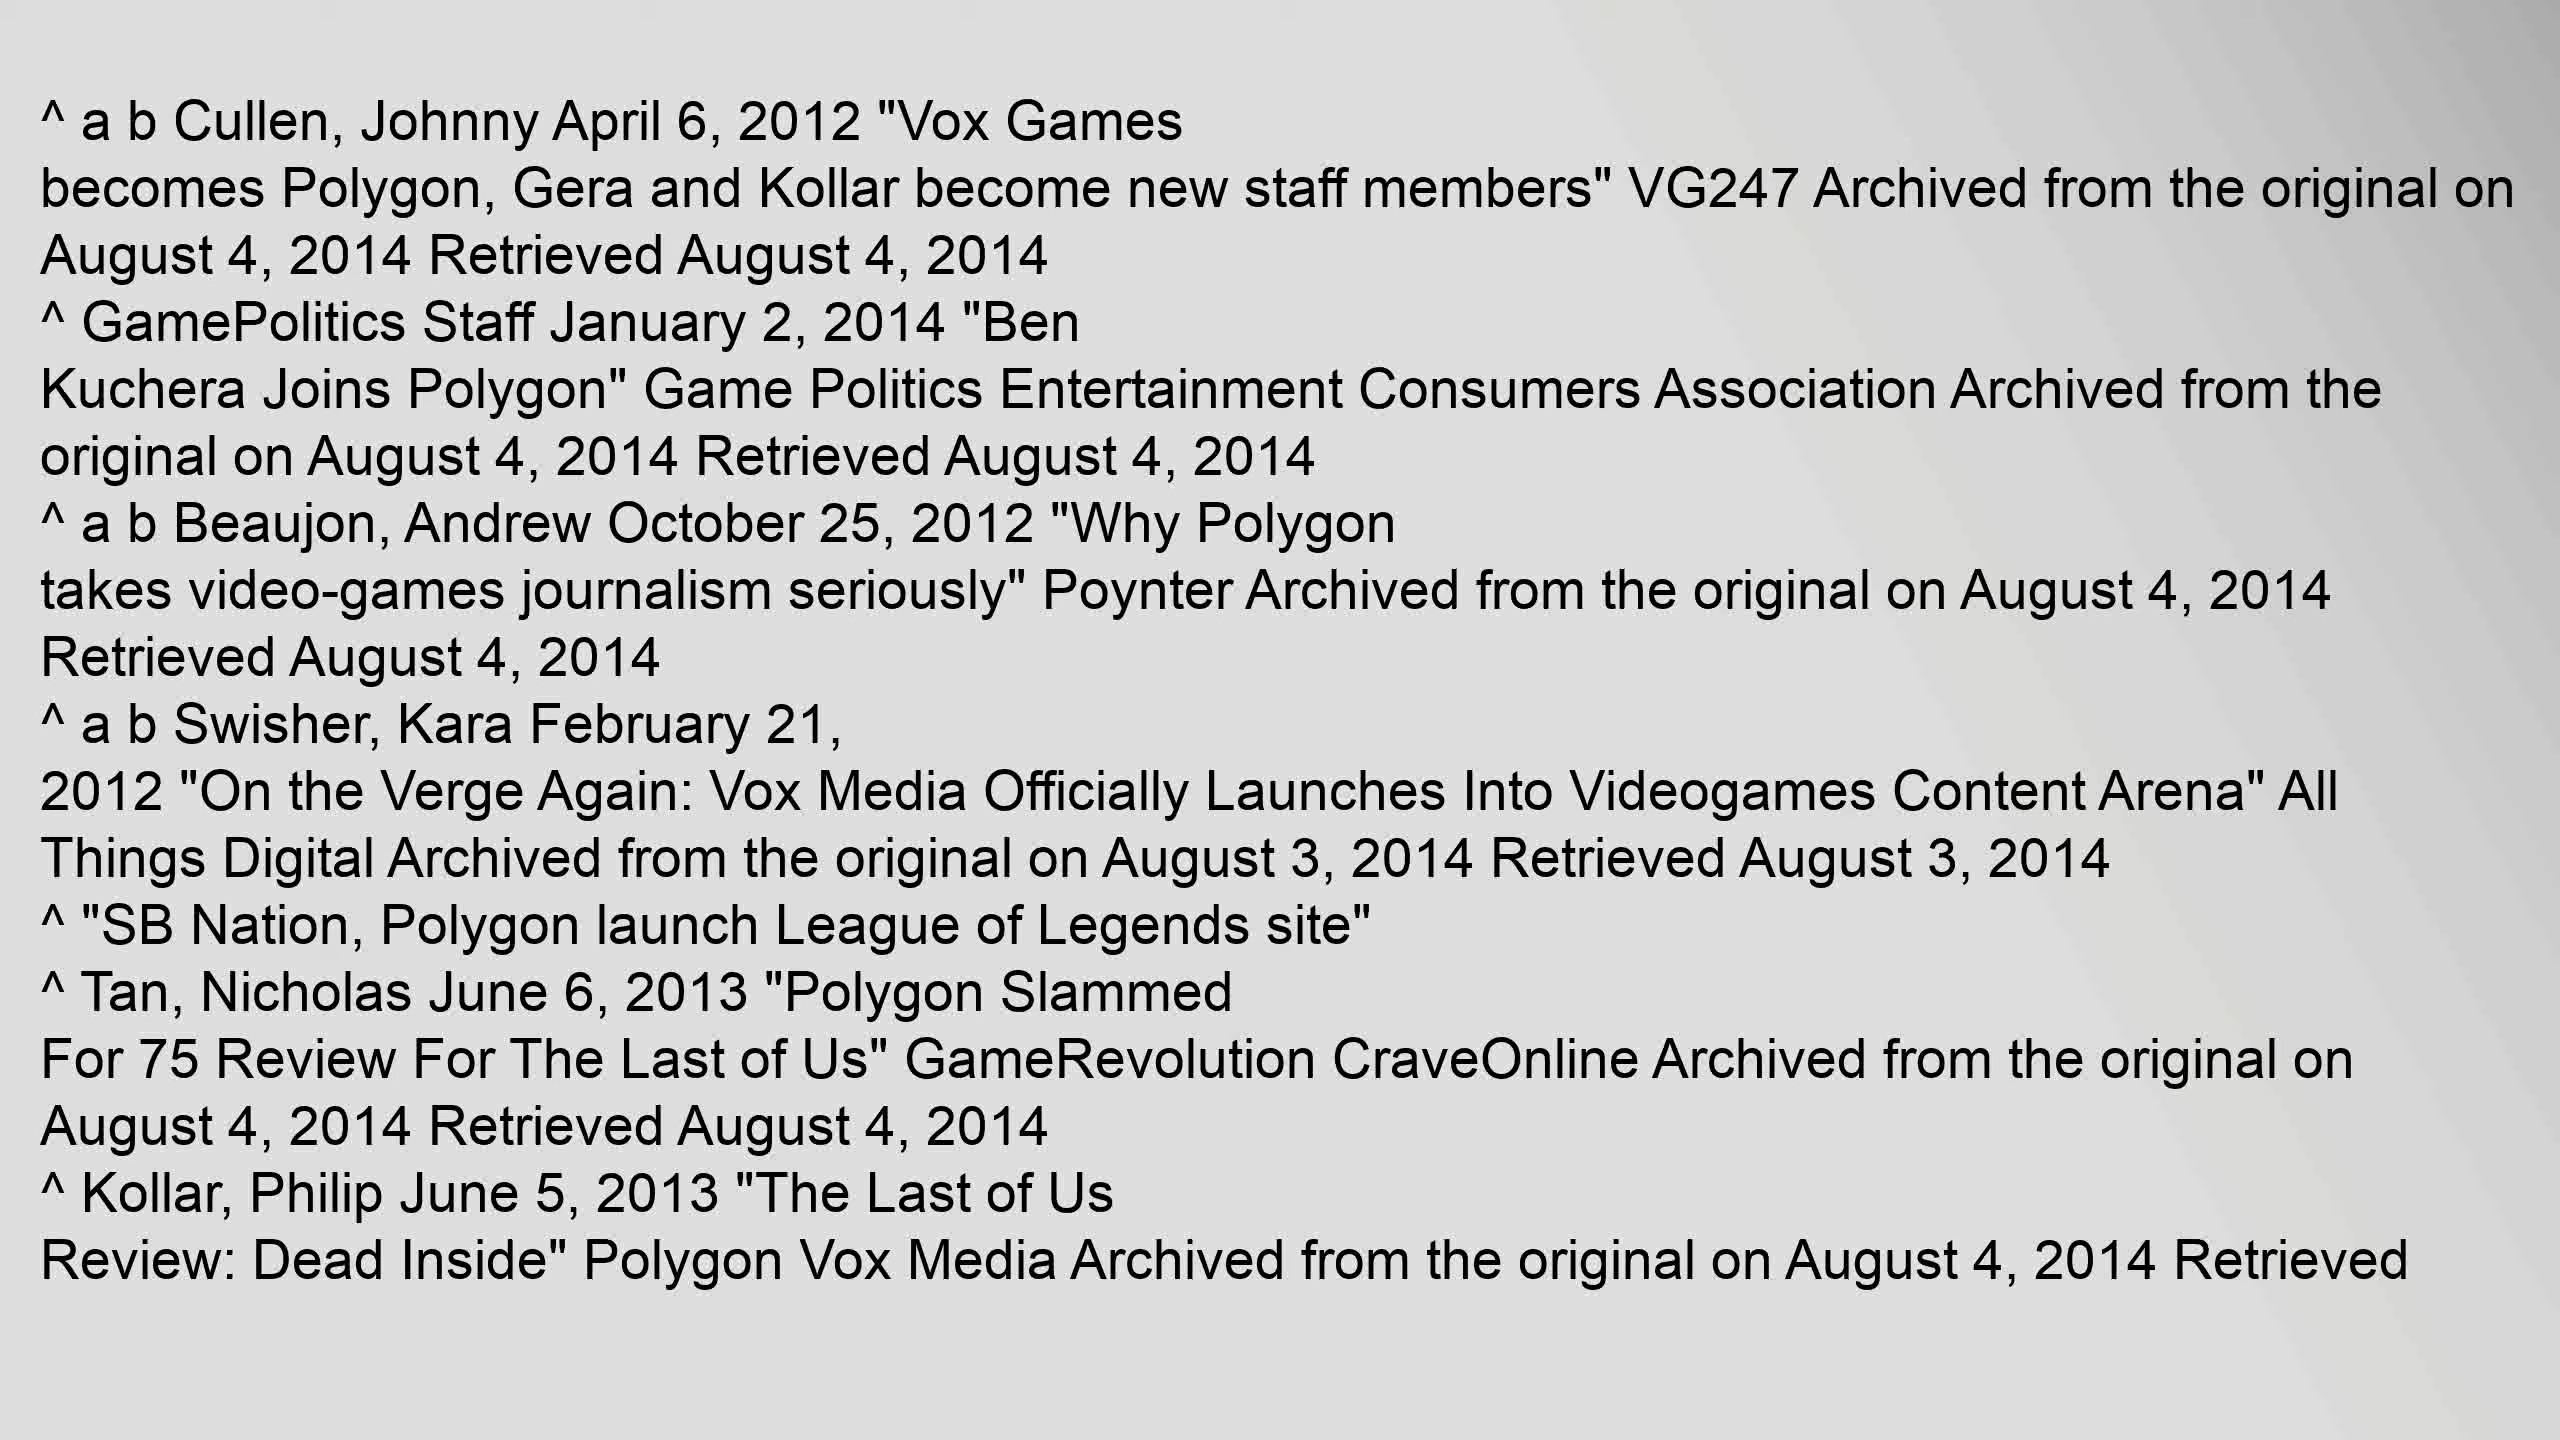 ^ a b Cullen, Johnny April 6, 2012 "Vox Games
becomes Polygon, Gera and Kollar become new staff members" VG247 Archived from the original on
August 4, 2014 Retrieved August 4, 2014
^ GamePolitics Staff January 2, 2014 "Ben
Kuchera Joins Polygon" Game Politics Entertainment Consumers Association Archived from the
original on August 4, 2014 Retrieved August 4, 2014
^ a b Beaujon, Andrew October 25, 2012 "Why Polygon
takes video-games journalism seriously" Poynter Archived from the original on August 4, 2014
Retrieved August 4, 2014
^ a b Swisher, Kara February 21,
2012 "On the Verge Again: Vox Media Officially Launches Into Videogames Content Arena" All
Things Digital Archived from the original on August 3, 2014 Retrieved August 3, 2014
^ "SB Nation, Polygon launch League of Legends site"
^ Tan, Nicholas June 6, 2013 "Polygon Slammed
For 75 Review For The Last of Us" GameRevolution CraveOnline Archived from the original on
August 4, 2014 Retrieved August 4, 2014
^ Kollar, Philip June 5, 2013 "The Last of Us
Review: Dead Inside" Polygon Vox Media Archived from the original on August 4, 2014 Retrieved